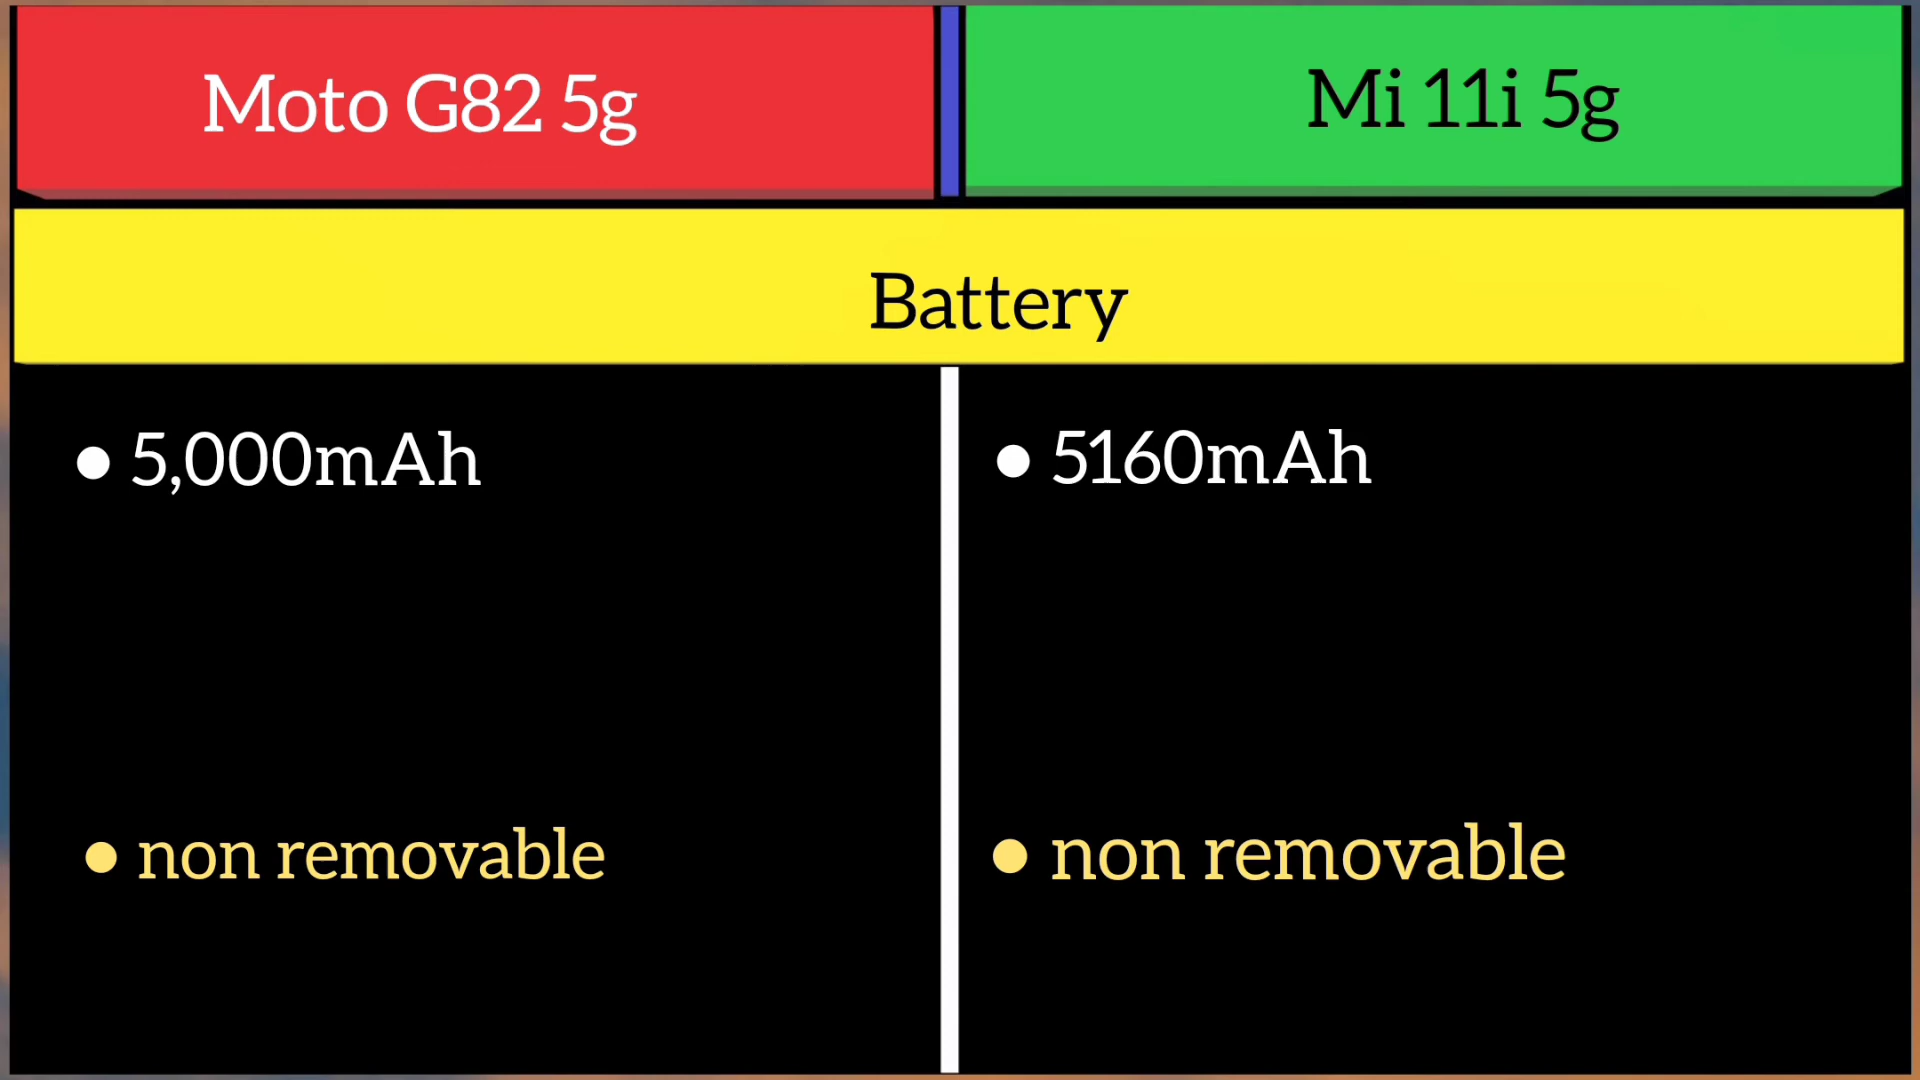 Moto G82 5g
Mi 11i 5g
Battery
● 5,000mAh
● 5160mAh
● non removable
● non removable